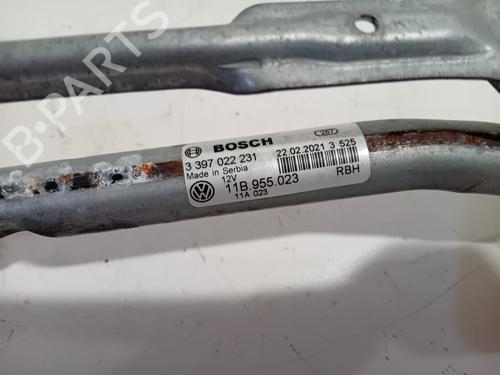 B-PARTS
BOSCH
3 397 022 231
22.02.2021 3 525
Made in Serbia
12V
11B.955.023
RBH
11A 023